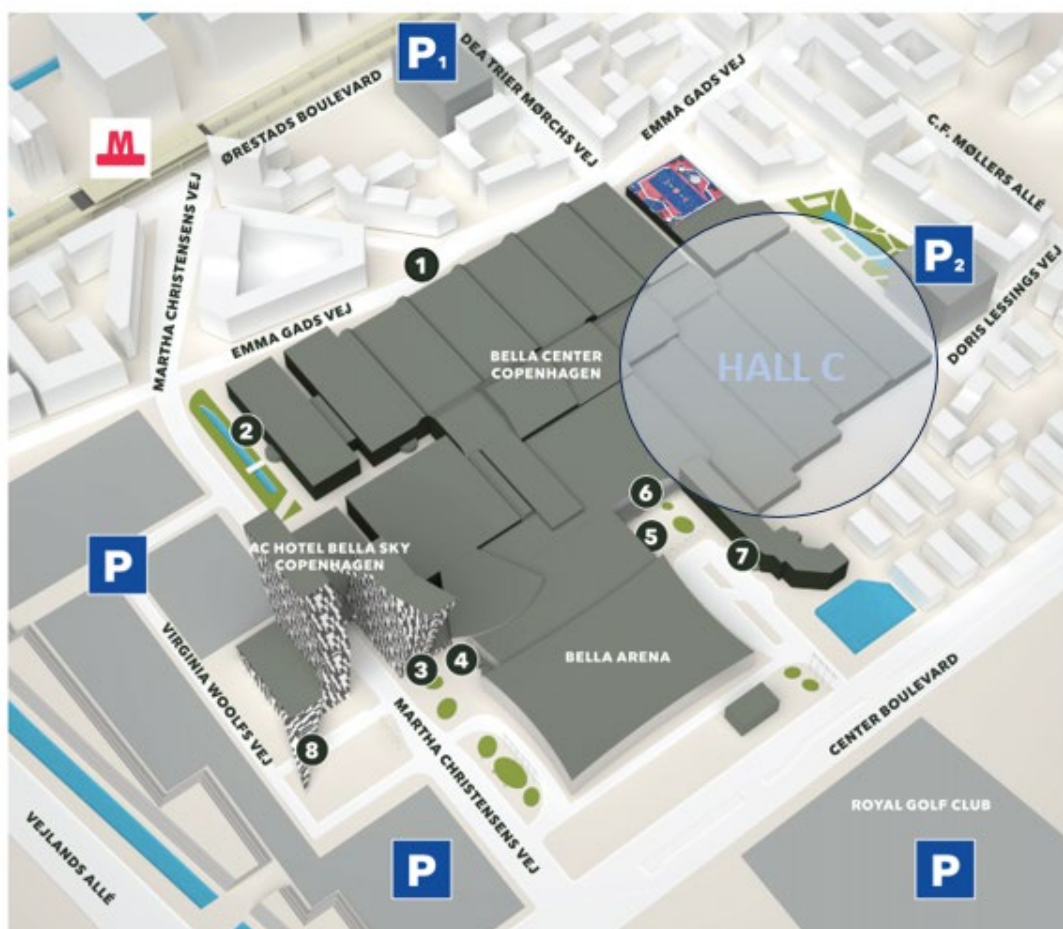 P1
DEA TRIER MØRCHS VEJ
EMMA GADS VEJ
ØRESTADS BOULEVARD
M
C.F. MØLLERS ALLÉ
MARTHA CHRISTENSENS VEJ
P2
DORIS LESSINGS VEJ
1
EMMA GADS VEJ
BELLA CENTER
COPENHAGEN
HALL C
2
6
5
7
AC HOTEL BELLA SKY
COPENHAGEN
P
VIRGINIA WOOLFS VEJ
3
4
BELLA ARENA
MARTHA CHRISTENSENS VEJ
CENTER BOULEVARD
8
ROYAL GOLF CLUB
VEJLANDS ALLÉ
P
P